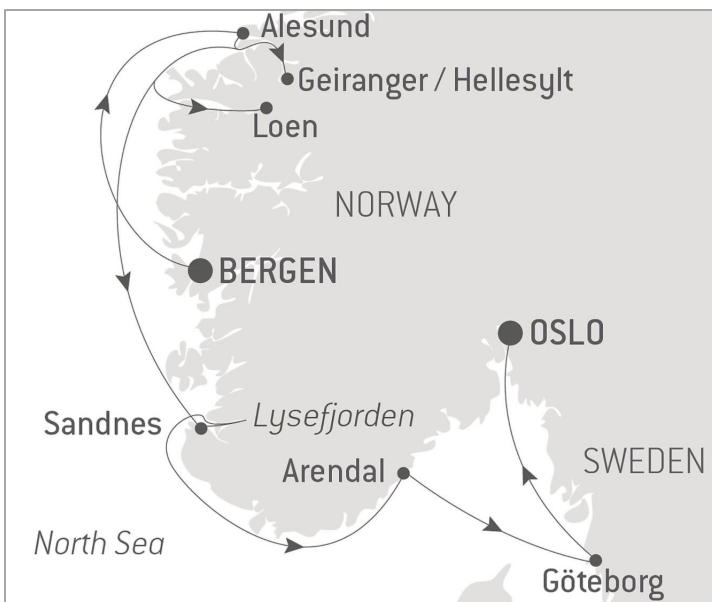 Alesund
Geiranger / Hellesylt
Loen
NORWAY
BERGEN
OSLO
Lysefjorden
Sandnes
SWEDEN
Arendal
North Sea
Göteborg